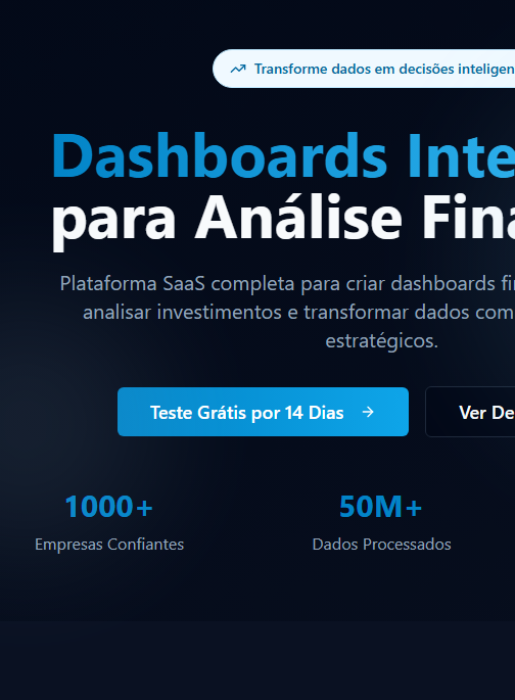 Transforme dados em decisões inteligen
Dashboards Inte
para Análise Fina
Plataforma SaaS completa para criar dashboards fi
analisar investimentos e transformar dados com
estratégicos.
Teste Grátis por 14 Dias
Ver De
1000+
50M+
Empresas Confiantes
Dados Processados